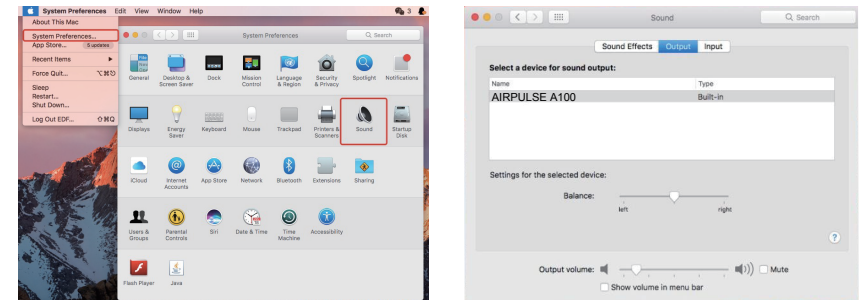 System Preferences Edit View Window Help 3
About This Mac
System Preferences...
App Store... 5 updates
Recent Items
Force Quit...
Sleep
Restart...
Shut Down...
Log Out EDF... ⇧⌘Q
System Preferences
Search
General
Desktop &
Screen Saver
Dock
Mission
Control
Language
& Region
Security
& Privacy
Spotlight
Notifications
Displays
Energy
Saver
Keyboard
Mouse
Trackpad
Printers &
Scanners
Sound
Startup
Disk
iCloud
Internet
Accounts
App Store
Network
Bluetooth
Extensions
Sharing
Users &
Groups
Parental
Controls
Siri
Date & Time
Time
Machine
Accessibility
Flash Player
Java
Sound
Search
Sound Effects Output Input
Select a device for sound output:
Name Type
AIRPULSE A100 Built-in
Settings for the selected device:
Balance:
left right
?
Output volume: Mute
Show volume in menu bar